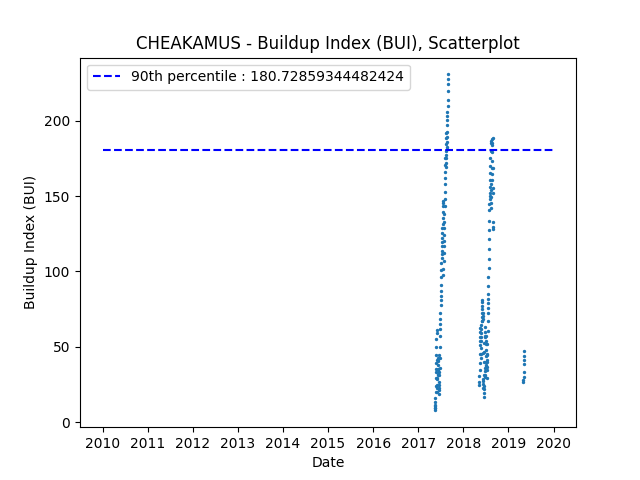 CHEAKAMUS - Buildup Index (BUI), Scatterplot
90th percentile : 180.72859344482424
Buildup Index (BUI)
200
150
100
50
0
2010 2011 2012 2013 2014 2015 2016 2017 2018 2019 2020
Date